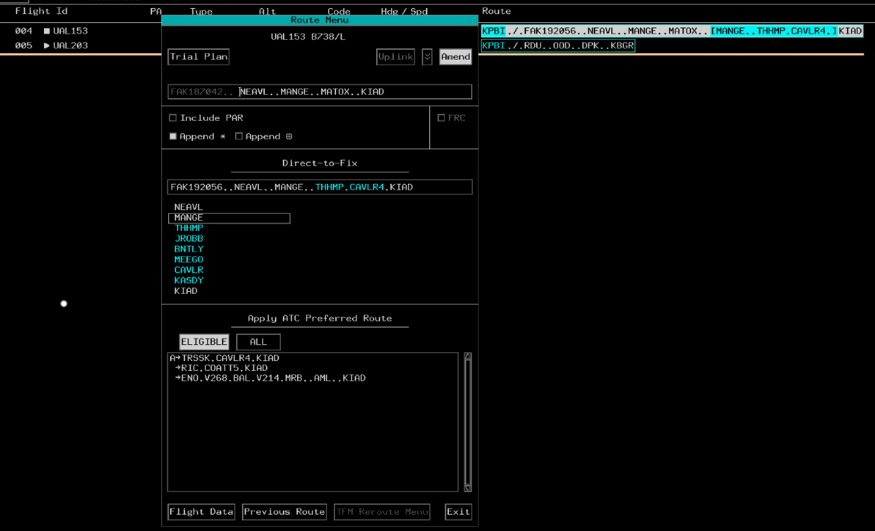 Flight Id PA Type Alt Code Hdg / Spd Route
Route Menu
004 UAL153
KPBI./.FAK192056..NEAVL..MANGE..MATOX..[MANGE..THHMP.CAVLR4.]KIAD
005 UAL203
KPBI./.RDU..OOD..DPK..KBGR
UAL153 B738/L
Trial Plan Uplink Amend
FAK187042.. NEAVL..MANGE..MATOX..KIAD
Include PAR FRC
Append * Append ⊞
Direct-to-Fix
FAK192056..NEAVL..MANGE..THHMP.CAVLR4.KIAD
NEAVL
MANGE
THHMP
JROBB
BNTLY
MEEGO
CAVLR
KASDY
KIAD
Apply ATC Preferred Route
ELIGIBLE ALL
A→TRSSK.CAVLR4.KIAD
→RIC.COATT5.KIAD
→ENO.V268.BAL.V214.MRB..AML..KIAD
Flight Data Previous Route TFM Reroute Menu Exit